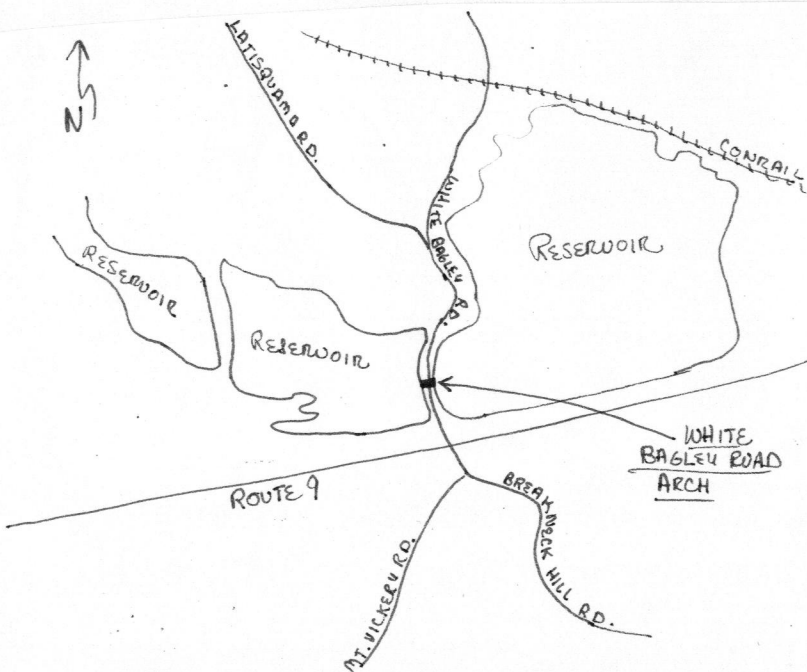 N
LATISQUAMA RD.
CONRAIL
WHITE BAGLEY RD.
RESERVOIR
RESERVOIR
RESERVOIR
WHITE
BAGLEY ROAD
ARCH
ROUTE 9
BREAKNECK HILL RD.
MT. VICKERY RD.